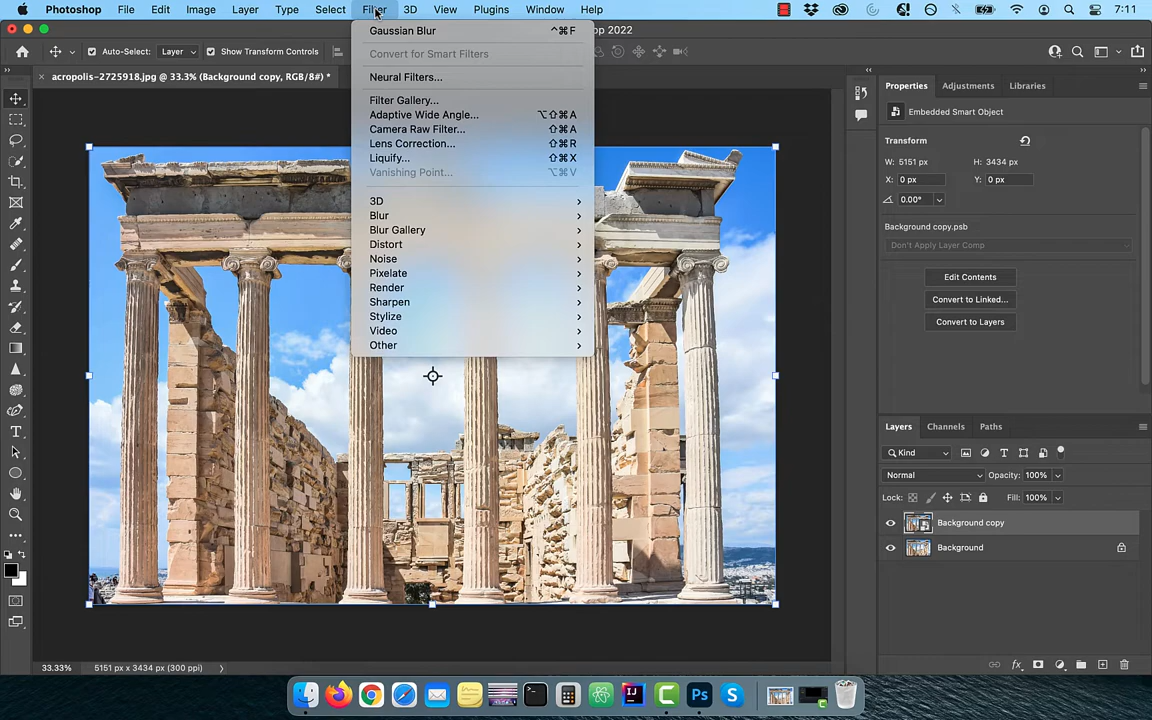 Photoshop File Edit Image Layer Type Select Filter 3D View Plugins Window Help 7:11
op 2022
Auto-Select: Layer Show Transform Controls
× acropolis-2725918.jpg @ 33.3% (Background copy, RGB/8#) *
Gaussian Blur ^⌘F
Convert for Smart Filters
Neural Filters...
Filter Gallery...
Adaptive Wide Angle... ⌥⇧⌘A
Camera Raw Filter... ⇧⌘A
Lens Correction... ⇧⌘R
Liquify... ⇧⌘X
Vanishing Point... ⌥⌘V
3D
Blur
Blur Gallery
Distort
Noise
Pixelate
Render
Sharpen
Stylize
Video
Other
Properties Adjustments Libraries
Embedded Smart Object
Transform
W: 5151 px H: 3434 px
X: 0 px Y: 0 px
0.00°
Background copy.psb
Don't Apply Layer Comp
Edit Contents
Convert to Linked...
Convert to Layers
Layers Channels Paths
Kind
Normal Opacity: 100%
Lock: Fill: 100%
Background copy
Background
fx
33.33% 5151 px x 3434 px (300 ppi)
IJ C Ps S